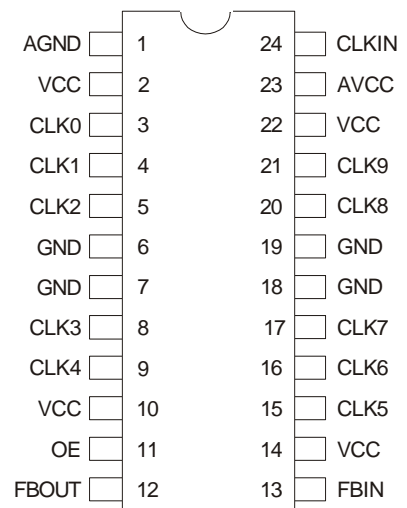 AGND 1 24 CLKIN
VCC 2 23 AVCC
CLK0 3 22 VCC
CLK1 4 21 CLK9
CLK2 5 20 CLK8
GND 6 19 GND
GND 7 18 GND
CLK3 8 17 CLK7
CLK4 9 16 CLK6
VCC 10 15 CLK5
OE 11 14 VCC
FBOUT 12 13 FBIN